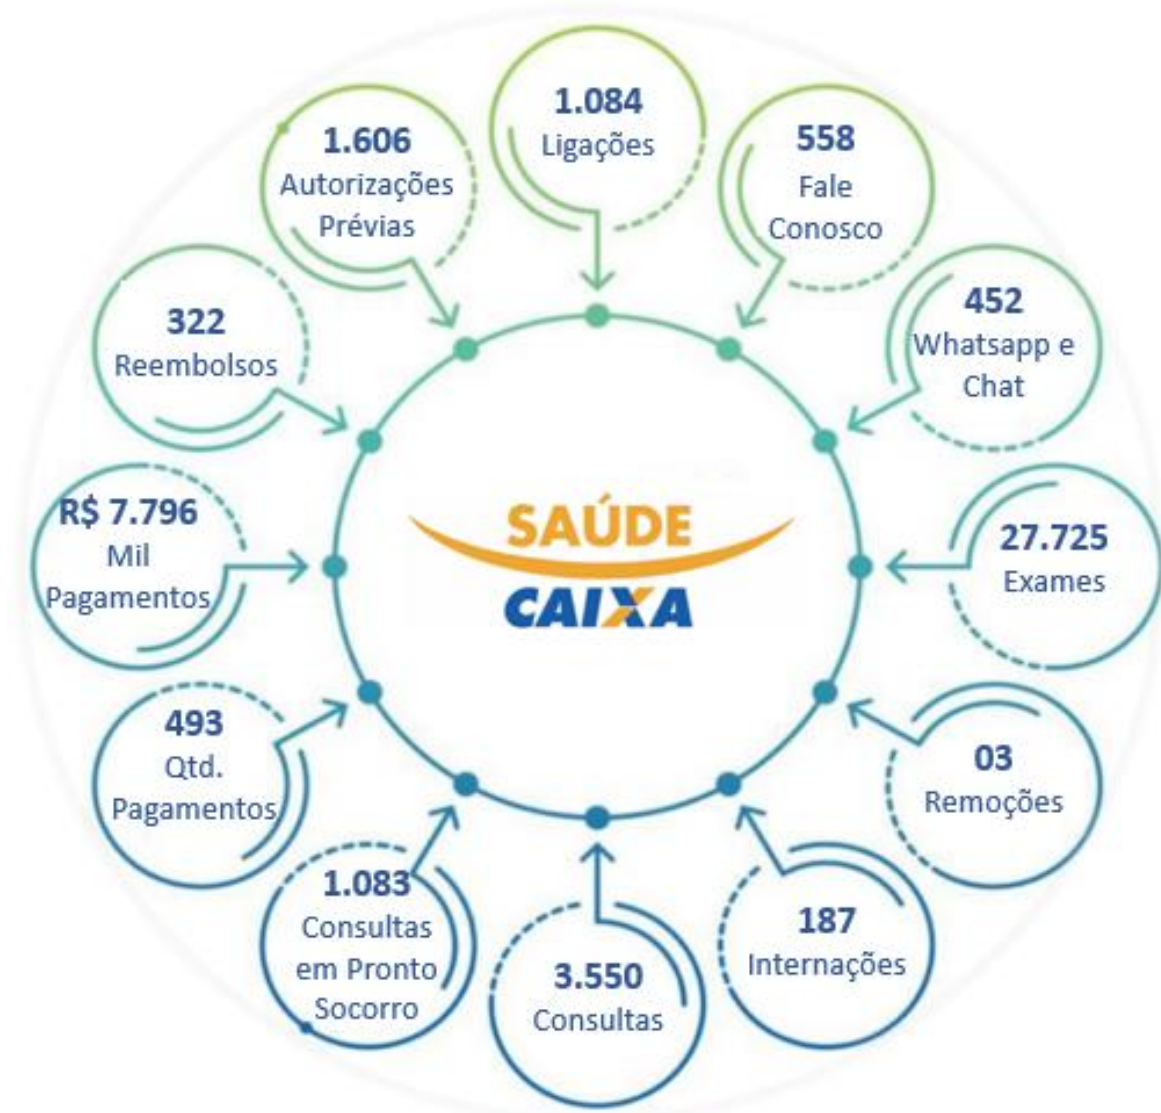 1.084
Ligações
558
Fale
Conosco
452
Whatsapp e
Chat
27.725
Exames
03
Remoções
187
Internações
3.550
Consultas
1.083
Consultas
em Pronto
Socorro
493
Qtd.
Pagamentos
R$ 7.796
Mil
Pagamentos
322
Reembolsos
1.606
Autorizações
Prévias
SAÚDE
CAIXA